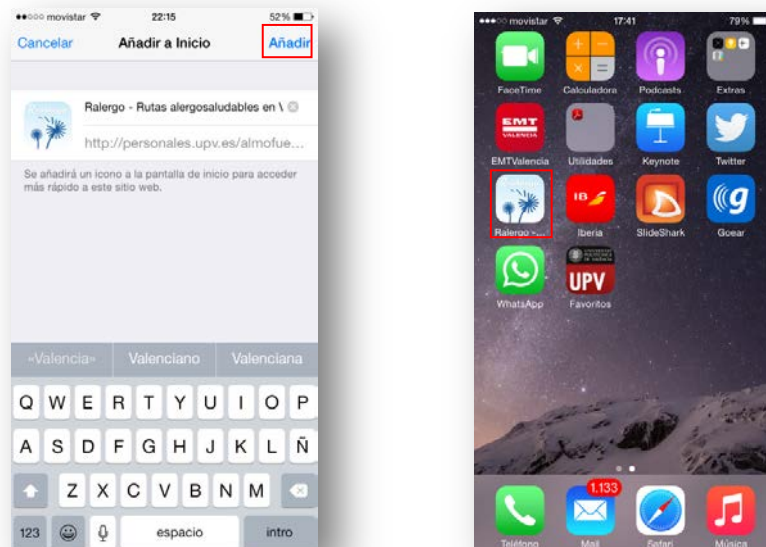 movistar 22:15 52%
Cancelar Añadir a Inicio Añadir
Ralergo - Rutas alergosaludables en \
http://personales.upv.es/almofue...
Se añadirá un icono a la pantalla de inicio para acceder
más rápido a este sitio web.
«Valencia» Valenciano Valenciana
Q W E R T Y U I O P
A S D F G H J K L Ñ
Z X C V B N M
123 espacio intro
movistar 17:41 79%
FaceTime Calculadora Podcasts Extras
EMT
VALENCIA
EMTValencia Utilidades Keynote Twitter
IB
g
Ralergo -... Iberia SlideShark Goear
UPV
WhatsApp Favoritos
1.133
Teléfono Mail Safari Música